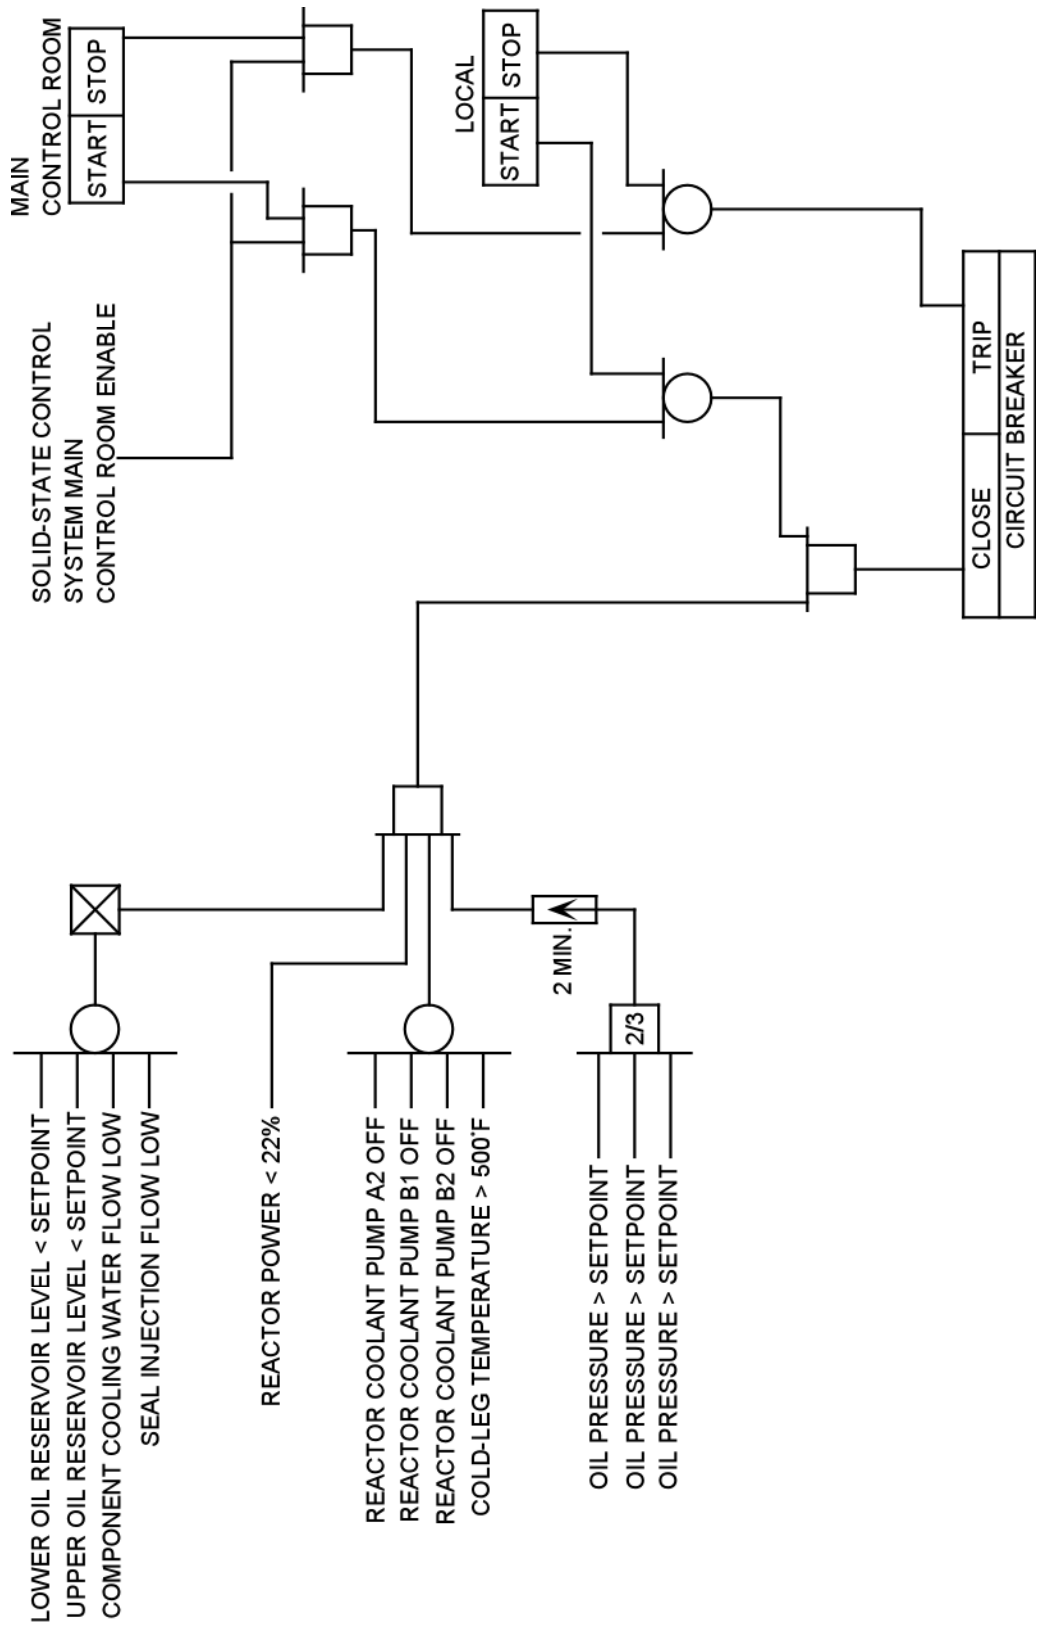 LOWER OIL RESERVOIR LEVEL < SETPOINT
UPPER OIL RESERVOIR LEVEL < SETPOINT
COMPONENT COOLING WATER FLOW LOW
SEAL INJECTION FLOW LOW
REACTOR POWER < 22%
REACTOR COOLANT PUMP A2 OFF
REACTOR COOLANT PUMP B1 OFF
REACTOR COOLANT PUMP B2 OFF
COLD-LEG TEMPERATURE > 500°F
2 MIN.
2/3
OIL PRESSURE > SETPOINT
OIL PRESSURE > SETPOINT
OIL PRESSURE > SETPOINT
SOLID-STATE CONTROL
SYSTEM MAIN
CONTROL ROOM ENABLE
MAIN
CONTROL ROOM
START STOP
LOCAL
START STOP
CLOSE TRIP
CIRCUIT BREAKER